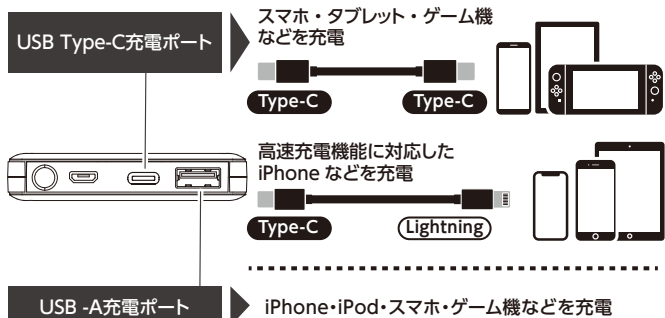 USB Type-C充電ポート
スマホ・タブレット・ゲーム機
などを充電
Type-C
Type-C
高速充電機能に対応した
iPhone などを充電
Type-C
Lightning
USB -A充電ポート
iPhone・iPod・スマホ・ゲーム機などを充電